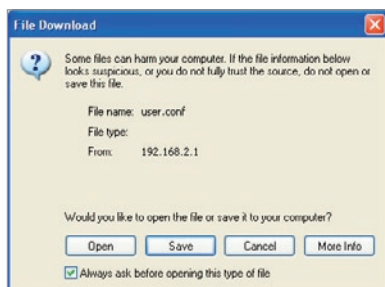 File Download
Some files can harm your computer. If the file information below
looks suspicious, or you do not fully trust the source, do not open or
save this file.
File name: user.conf
File type:
From: 192.168.2.1
Would you like to open the file or save it to your computer?
Open Save Cancel More Info
Always ask before opening this type of file